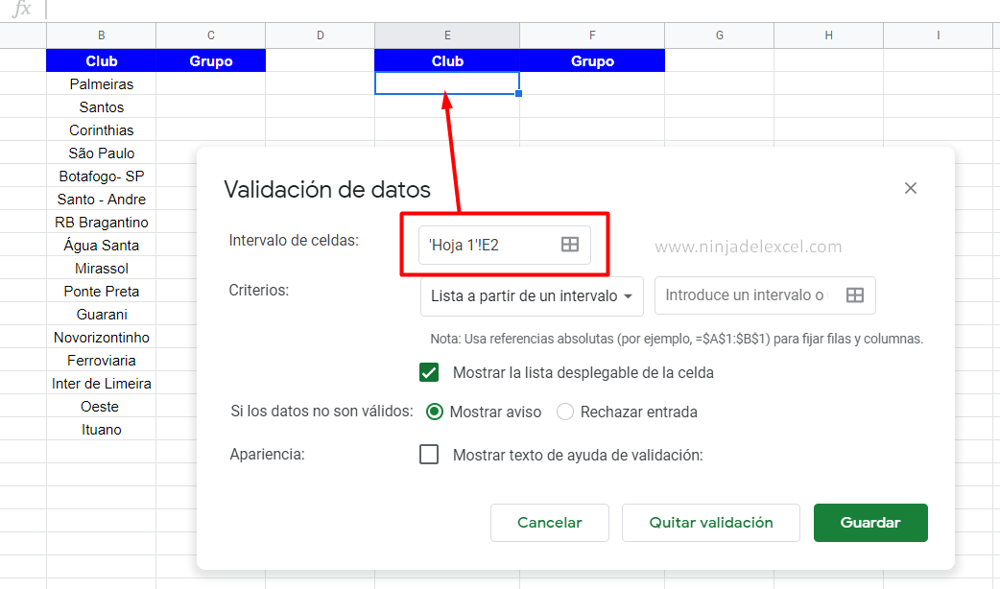 fx
B C D E F G H I
Club Grupo Club Grupo
Palmeiras
Santos
Corinthias
São Paulo
Botafogo- SP
Santo - Andre
RB Bragantino
Água Santa
Mirassol
Ponte Preta
Guarani
Novorizontinho
Ferroviaria
Inter de Limeira
Oeste
Ituano
Validación de datos
Intervalo de celdas: 'Hoja 1'!E2
www.ninjadelexcel.com
Criterios: Lista a partir de un intervalo Introduce un intervalo o
Nota: Usa referencias absolutas (por ejemplo, =$A$1:$B$1) para fijar filas y columnas.
Mostrar la lista desplegable de la celda
Si los datos no son válidos: Mostrar aviso Rechazar entrada
Apariencia: Mostrar texto de ayuda de validación:
Cancelar Quitar validación Guardar